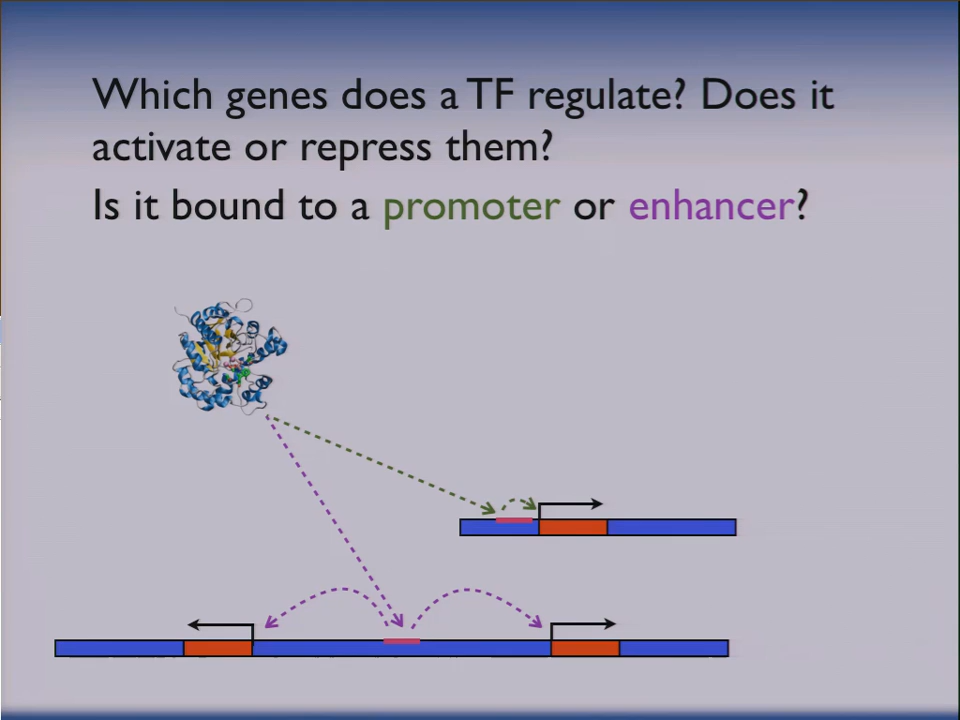 Which genes does a TF regulate? Does it
activate or repress them?
Is it bound to a promoter or enhancer?